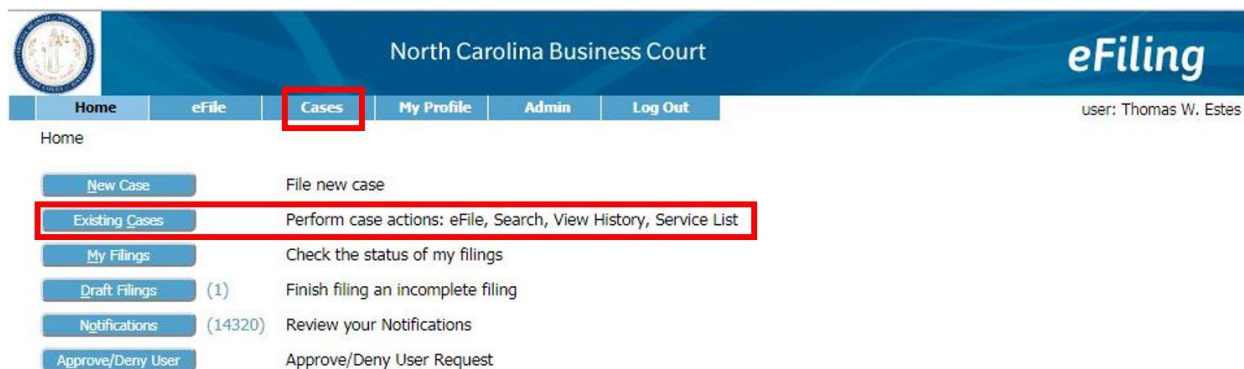 North Carolina Business Court
eFiling
Home eFile Cases My Profile Admin Log Out user: Thomas W. Estes
Home
New Case File new case
Existing Cases Perform case actions: eFile, Search, View History, Service List
My Filings Check the status of my filings
Draft Filings (1) Finish filing an incomplete filing
Notifications (14320) Review your Notifications
Approve/Deny User Approve/Deny User Request